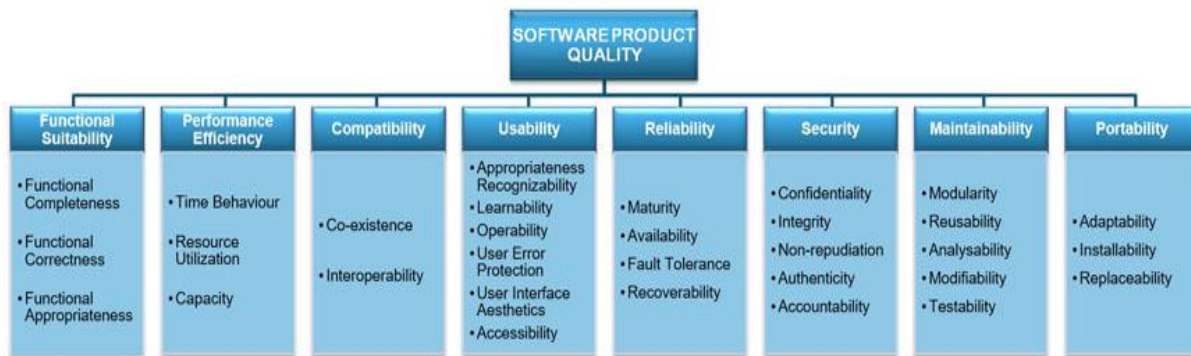 SOFTWARE PRODUCT
QUALITY
Functional
Suitability
• Functional
Completeness
• Functional
Correctness
• Functional
Appropriateness
Performance
Efficiency
• Time Behaviour
• Resource
Utilization
• Capacity
Compatibility
• Co-existence
• Interoperability
Usability
• Appropriateness
Recognizability
• Learnability
• Operability
• User Error
Protection
• User Interface
Aesthetics
• Accessibility
Reliability
• Maturity
• Availability
• Fault Tolerance
• Recoverability
Security
• Confidentiality
• Integrity
• Non-repudiation
• Authenticity
• Accountability
Maintainability
• Modularity
• Reusability
• Analysability
• Modifiability
• Testability
Portability
• Adaptability
• Installability
• Replaceability